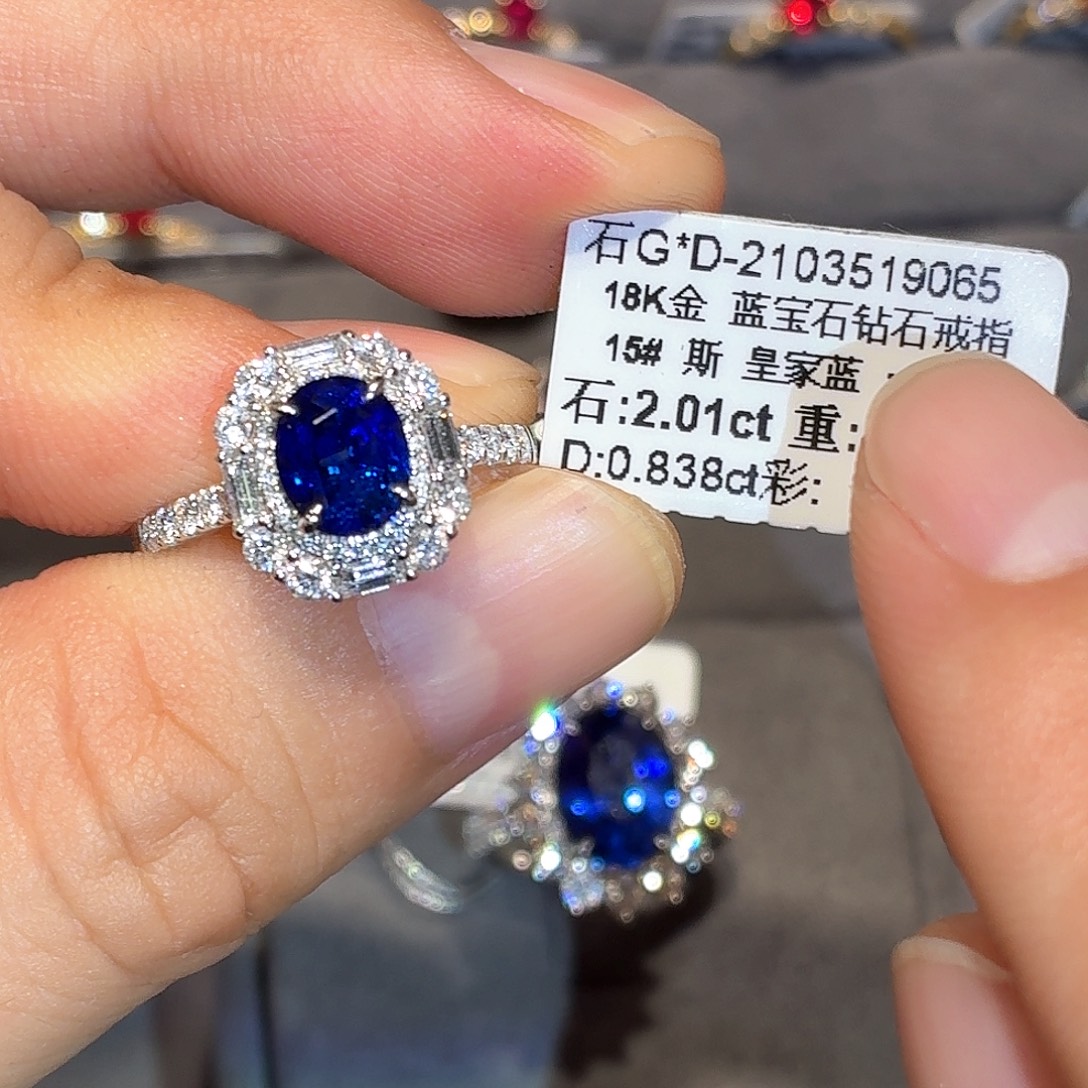 石G*D-2103519065
18K金 蓝宝石钻石戒指
15# 斯 皇家蓝
石:2.01ct 重:
D:0.838ct彩: